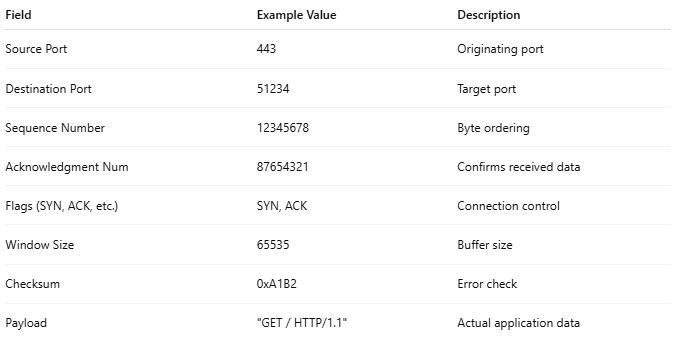 Field Example Value Description
Source Port 443 Originating port
Destination Port 51234 Target port
Sequence Number 12345678 Byte ordering
Acknowledgment Num 87654321 Confirms received data
Flags (SYN, ACK, etc.) SYN, ACK Connection control
Window Size 65535 Buffer size
Checksum 0xA1B2 Error check
Payload "GET / HTTP/1.1" Actual application data